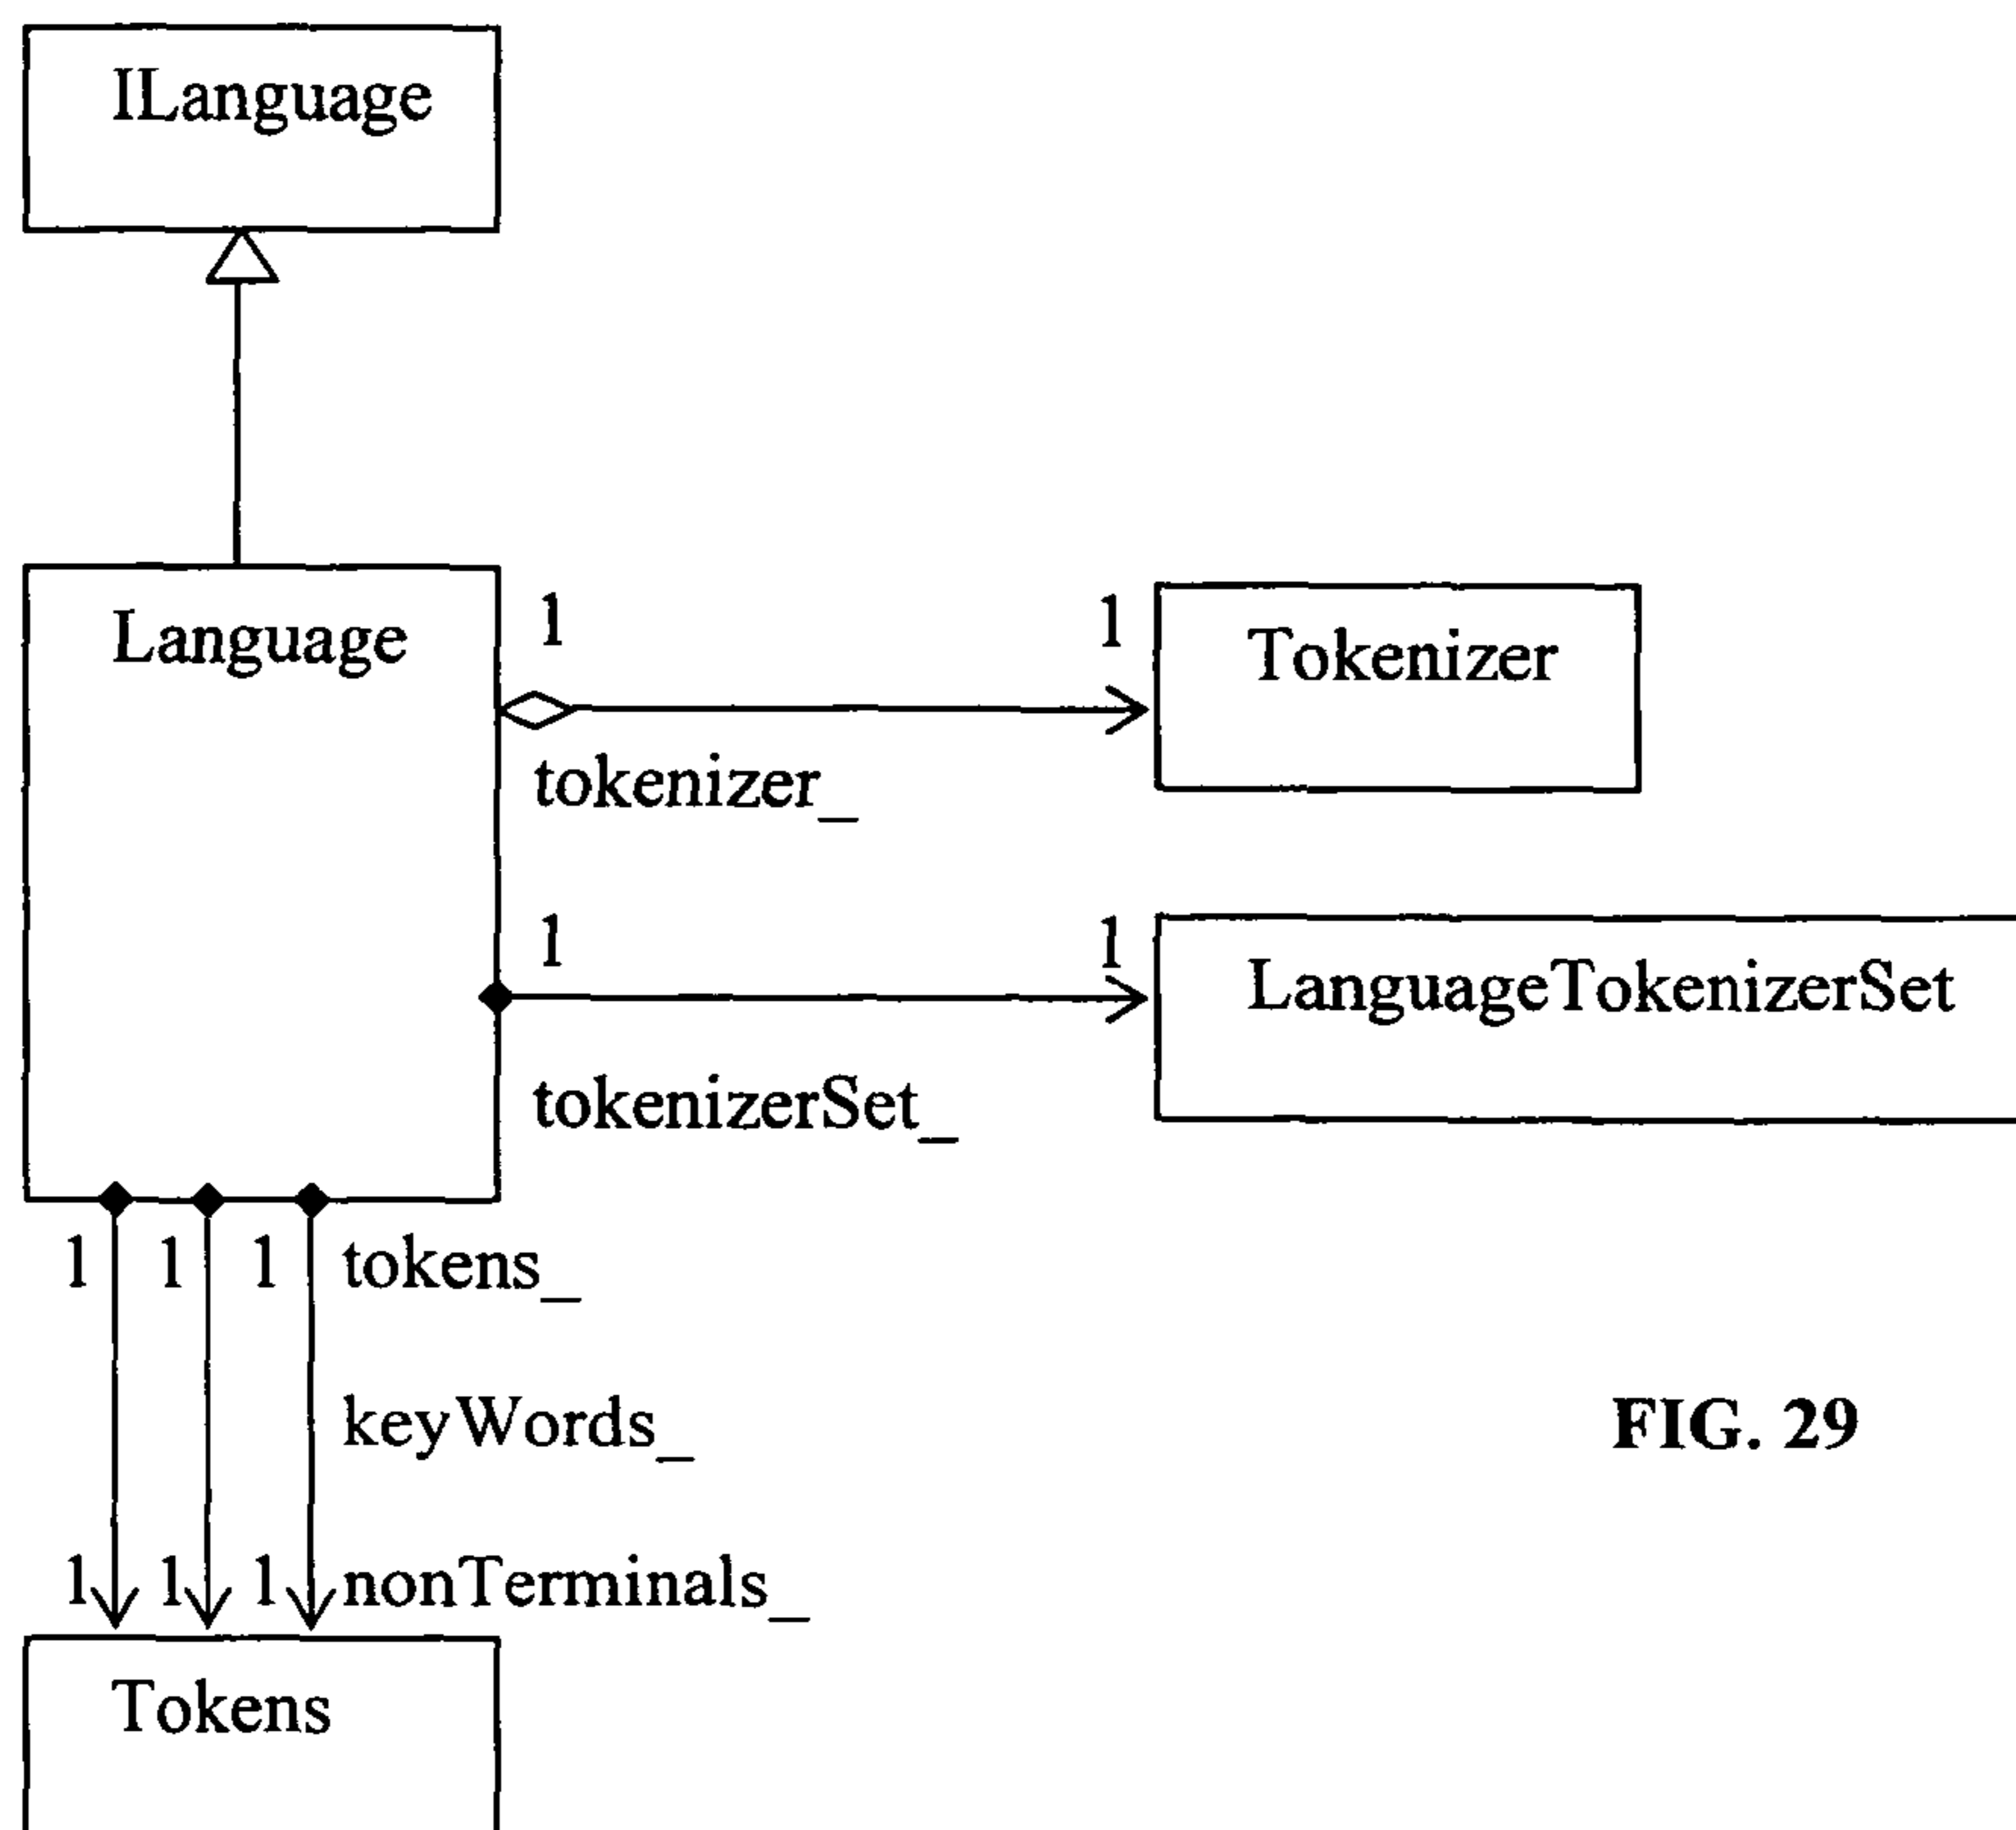 ILanguage
Language
1 1
Tokenizer
tokenizer_
1 1
LanguageTokenizerSet
tokenizerSet_
1 1 1 tokens_
keyWords_
FIG. 29
1 1 1 nonTerminals_
Tokens